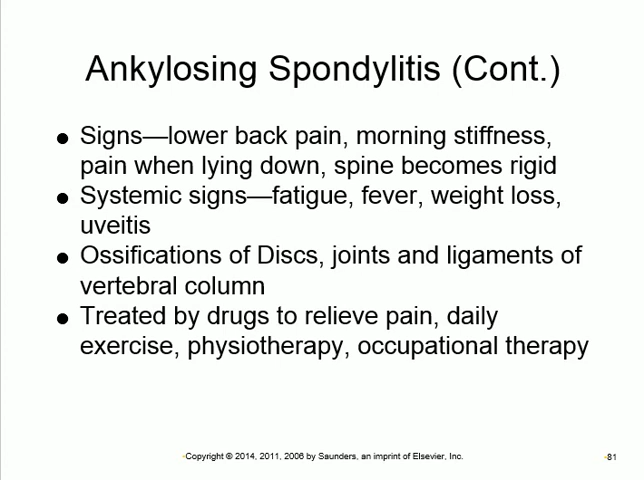 Ankylosing Spondylitis (Cont.)
● Signs—lower back pain, morning stiffness,
pain when lying down, spine becomes rigid
● Systemic signs—fatigue, fever, weight loss,
uveitis
● Ossifications of Discs, joints and ligaments of
vertebral column
● Treated by drugs to relieve pain, daily
exercise, physiotherapy, occupational therapy
Copyright © 2014, 2011, 2006 by Saunders, an imprint of Elsevier, Inc.
81